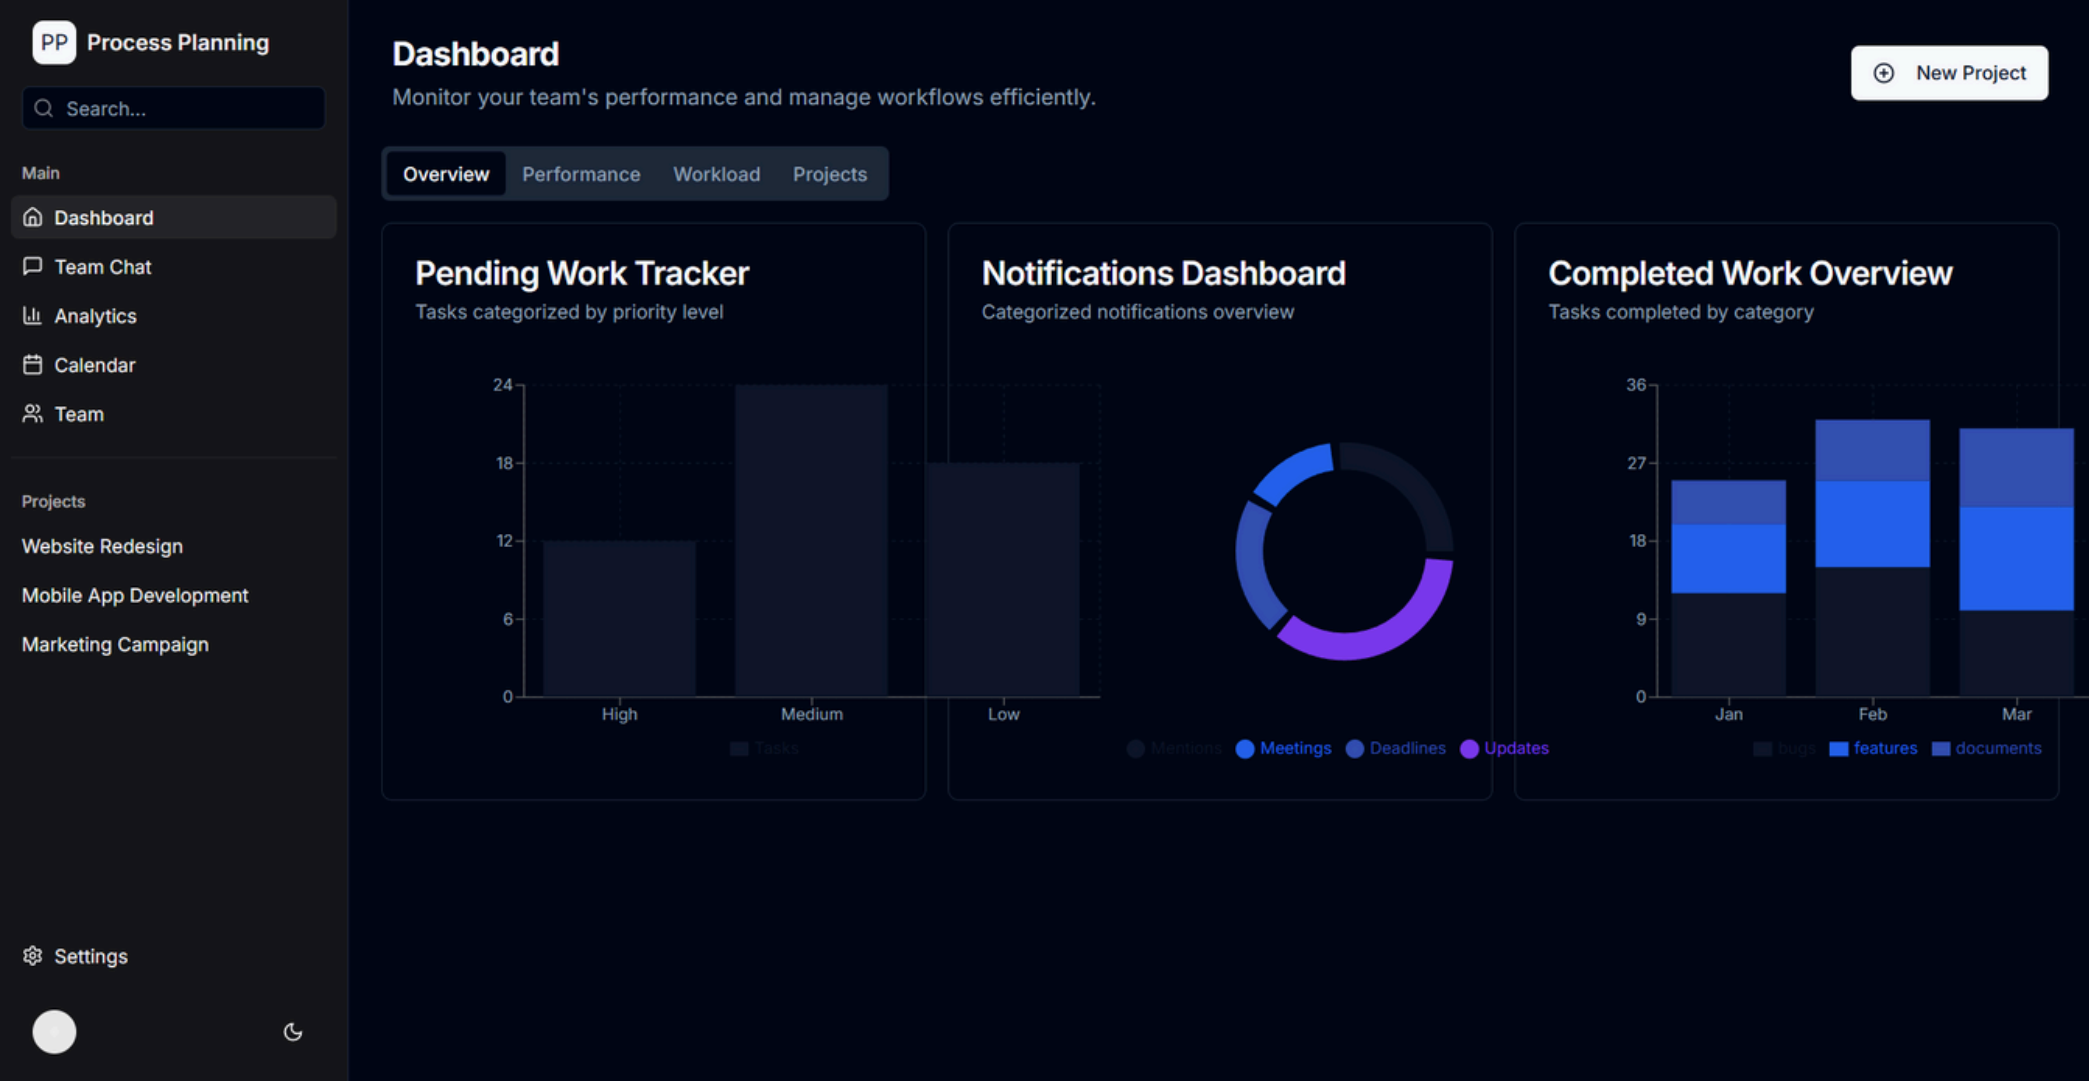 PP Process Planning
Search...
Main
Dashboard
Team Chat
Analytics
Calendar
Team
Projects
Website Redesign
Mobile App Development
Marketing Campaign
Settings
Dashboard
Monitor your team's performance and manage workflows efficiently.
New Project
Overview Performance Workload Projects
Pending Work Tracker
Tasks categorized by priority level
24
18
12
6
0
High Medium Low
Tasks
Notifications Dashboard
Categorized notifications overview
Mentions Meetings Deadlines Updates
Completed Work Overview
Tasks completed by category
36
27
18
9
0
Jan Feb Mar
bugs features documents